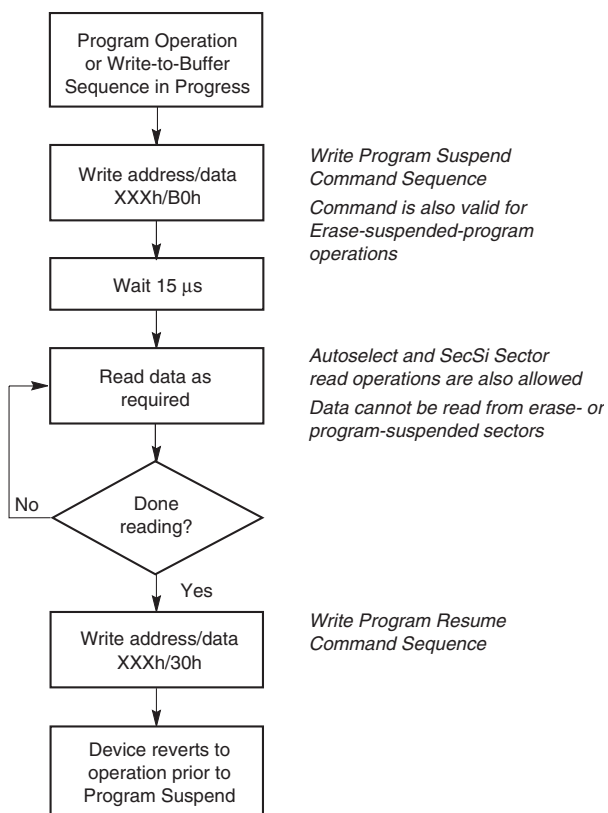 Program Operation
or Write-to-Buffer
Sequence in Progress
Write address/data
XXXh/B0h
Write Program Suspend
Command Sequence
Command is also valid for
Erase-suspended-program
operations
Wait 15 μs
Read data as
required
Autoselect and SecSi Sector
read operations are also allowed
Data cannot be read from erase- or
program-suspended sectors
No
Done
reading?
Yes
Write address/data
XXXh/30h
Write Program Resume
Command Sequence
Device reverts to
operation prior to
Program Suspend